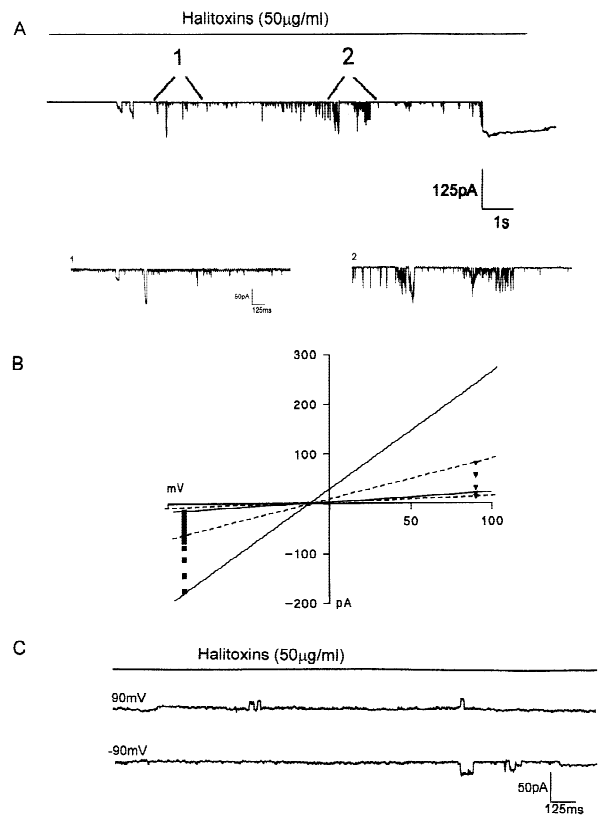 A
Halitoxins (50μg/ml)
1
2
125pA
1s
1
50pA
125ms
2
B
300
200
100
mV
50
100
−100
−200
pA
C
Halitoxins (50μg/ml)
90mV
-90mV
50pA
125ms